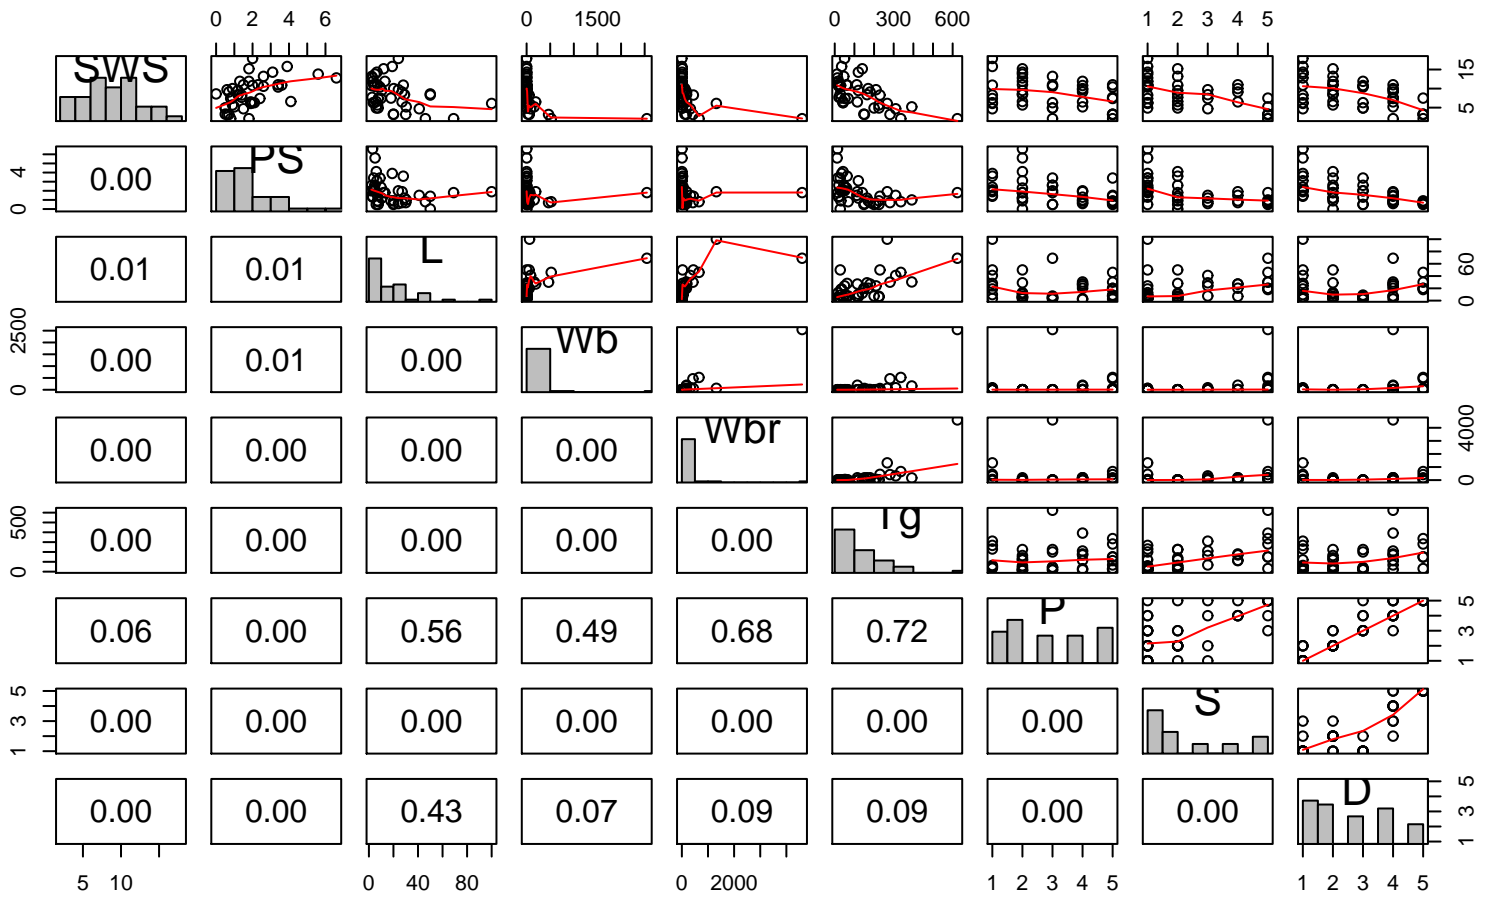 0 2 4 6 0 1500 0 300 600 1 2 3 4 5
SWS 5 15
0 4 0.00 PS
0.01 0.01 L 0 60
0 2500 0.00 0.01 0.00 Wb
0.00 0.00 0.00 0.00 Wbr 0 4000
0 500 0.00 0.00 0.00 0.00 0.00 Tg
0.06 0.00 0.56 0.49 0.68 0.72 P 1 3 5
1 3 5 0.00 0.00 0.00 0.00 0.00 0.00 0.00 S
0.00 0.00 0.43 0.07 0.09 0.09 0.00 0.00 D 1 3 5
5 10 0 40 80 0 2000 1 2 3 4 5 1 2 3 4 5